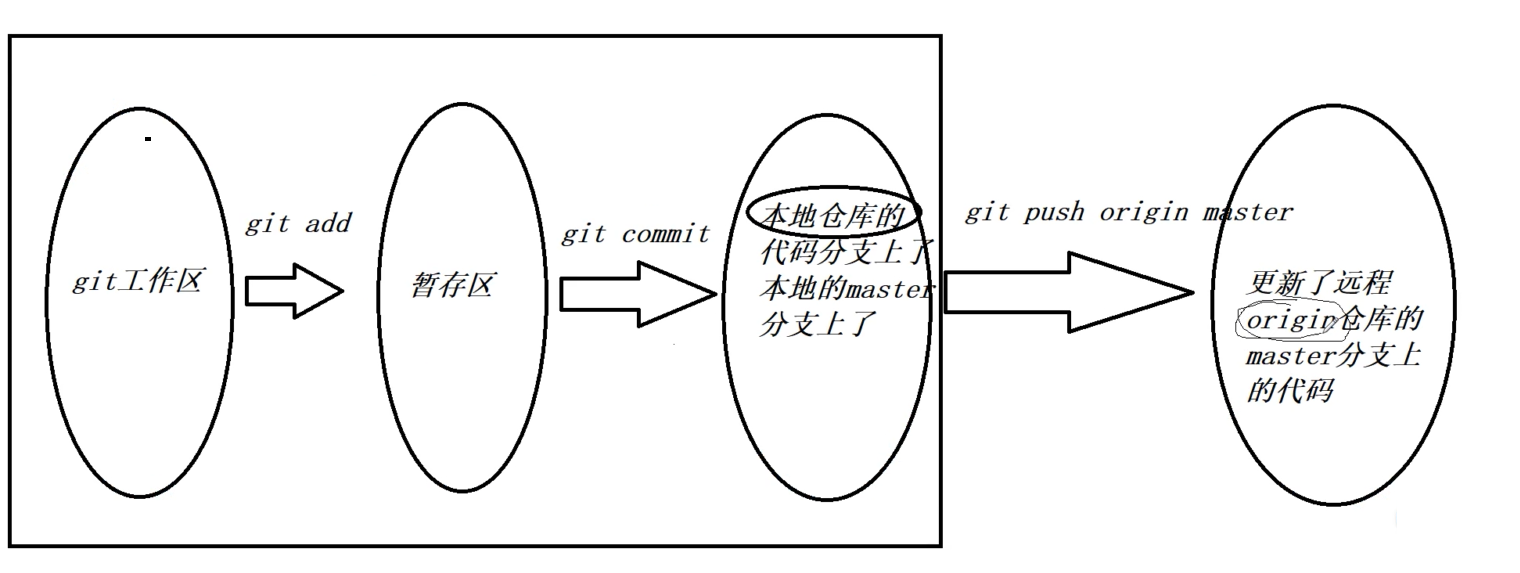 git工作区
git add
暂存区
git commit
本地仓库的
代码分支上了
本地的master
分支上了
git push origin master
更新了远程
origin仓库的
master分支上
的代码